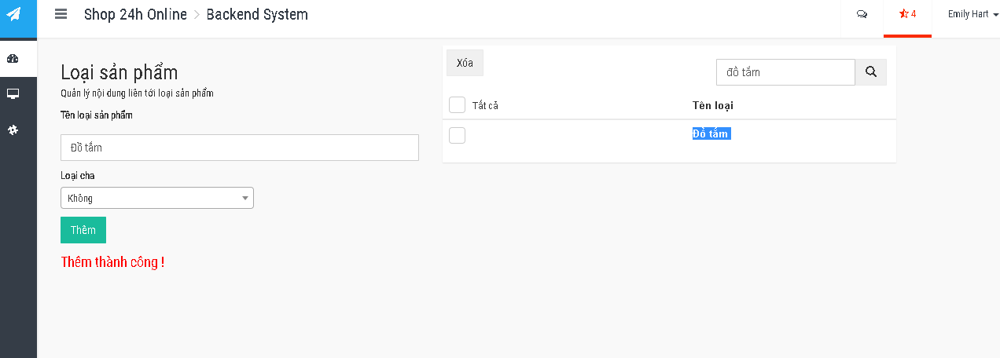 Shop 24h Online > Backend System
4
Emily Hart
Loại sản phẩm
Quản lý nội dung liên tới loại sản phẩm
Tên loại sản phẩm
Đồ tắm
Loại cha
Không
Thêm
Thêm thành công !
Xóa
đồ tắm
Tất cả
Tên loại
Đồ tắm